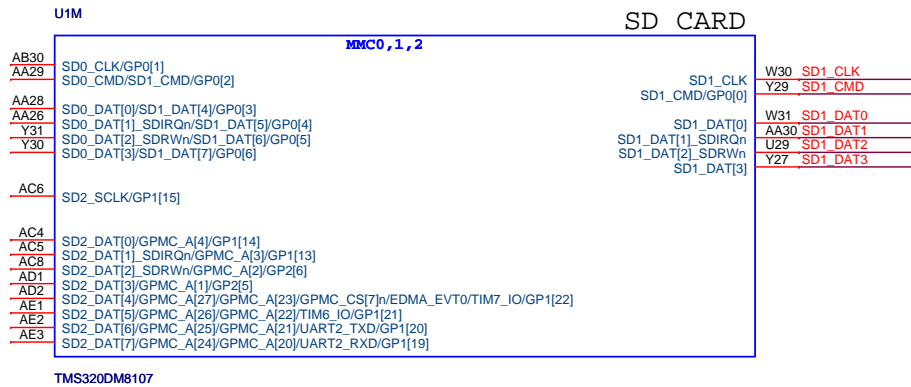 U1M
SD CARD
MMC0,1,2
AB30 SD0_CLK/GP0[1]
AA29 SD0_CMD/SD1_CMD/GP0[2]
AA28 SD0_DAT[0]/SD1_DAT[4]/GP0[3]
AA26 SD0_DAT[1]_SDIRQn/SD1_DAT[5]/GP0[4]
Y31 SD0_DAT[2]_SDRWn/SD1_DAT[6]/GP0[5]
Y30 SD0_DAT[3]/SD1_DAT[7]/GP0[6]
AC6 SD2_SCLK/GP1[15]
AC4 SD2_DAT[0]/GPMC_A[4]/GP1[14]
AC5 SD2_DAT[1]_SDIRQn/GPMC_A[3]/GP1[13]
AC8 SD2_DAT[2]_SDRWn/GPMC_A[2]/GP2[6]
AD1 SD2_DAT[3]/GPMC_A[1]/GP2[5]
AD2 SD2_DAT[4]/GPMC_A[27]/GPMC_A[23]/GPMC_CS[7]n/EDMA_EVT0/TIM7_IO/GP1[22]
AE1 SD2_DAT[5]/GPMC_A[26]/GPMC_A[22]/TIM6_IO/GP1[21]
AE2 SD2_DAT[6]/GPMC_A[25]/GPMC_A[21]/UART2_TXD/GP1[20]
AE3 SD2_DAT[7]/GPMC_A[24]/GPMC_A[20]/UART2_RXD/GP1[19]
SD1_CLK W30 SD1_CLK
SD1_CMD/GP0[0] Y29 SD1_CMD
SD1_DAT[0] W31 SD1_DAT0
SD1_DAT[1]_SDIRQn AA30 SD1_DAT1
SD1_DAT[2]_SDRWn U29 SD1_DAT2
SD1_DAT[3] Y27 SD1_DAT3
TMS320DM8107